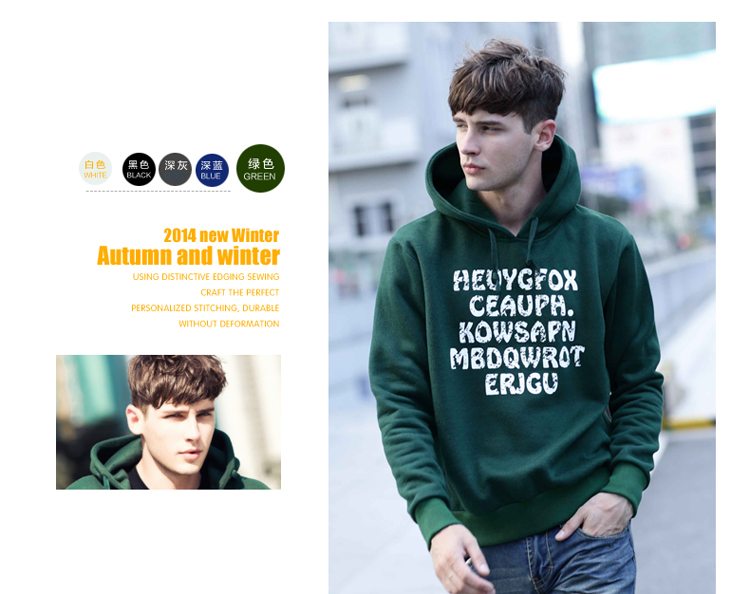 白色
WHITE
黑色
BLACK
深灰
深蓝
BLUE
绿色
GREEN
2014 new Winter
Autumn and winter
USING DISTINCTIVE EDGING SEWING
CRAFT THE PERFECT
PERSONALIZED STITCHING, DURABLE
WITHOUT DEFORMATION
HEUYGFOX
CEAUPH.
KOWSAPN
MBDQWROT
ERJGU